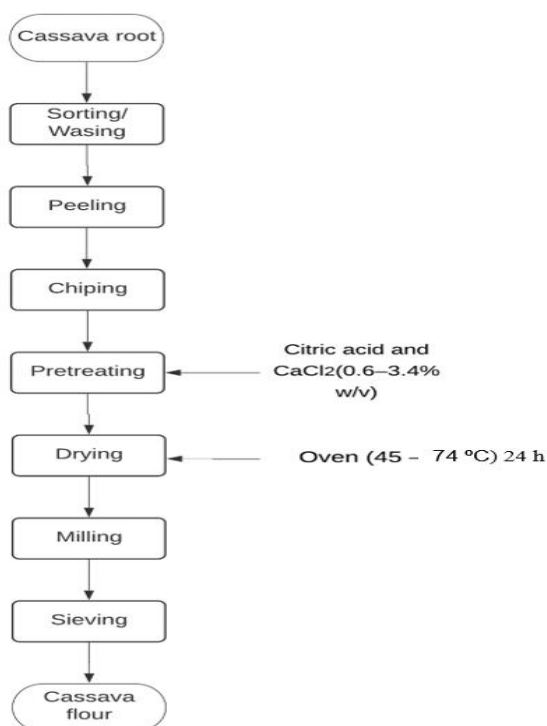 Cassava root
Sorting/
Wasing
Peeling
Chiping
Pretreating
Citric acid and
CaCl2(0.6–3.4%
w/v)
Drying
Oven (45 – 74 ºC) 24 h
Milling
Sieving
Cassava
flour